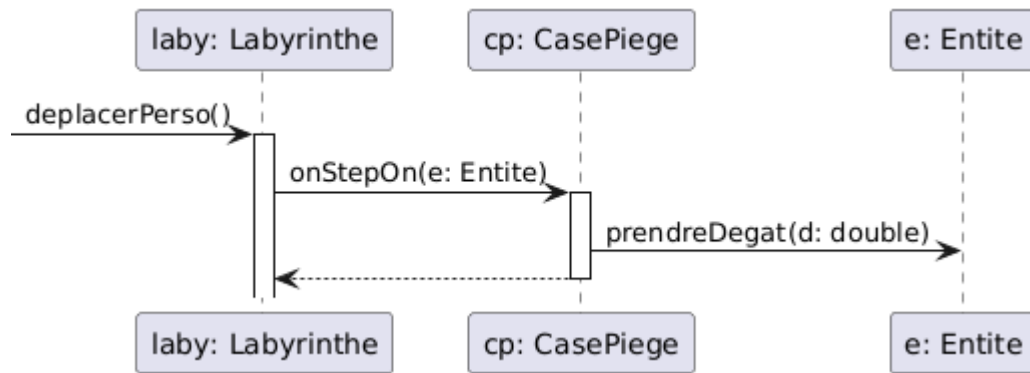 laby: Labyrinthe
cp: CasePiege
e: Entite
deplacerPerso()
onStepOn(e: Entite)
prendreDegat(d: double)
laby: Labyrinthe
cp: CasePiege
e: Entite